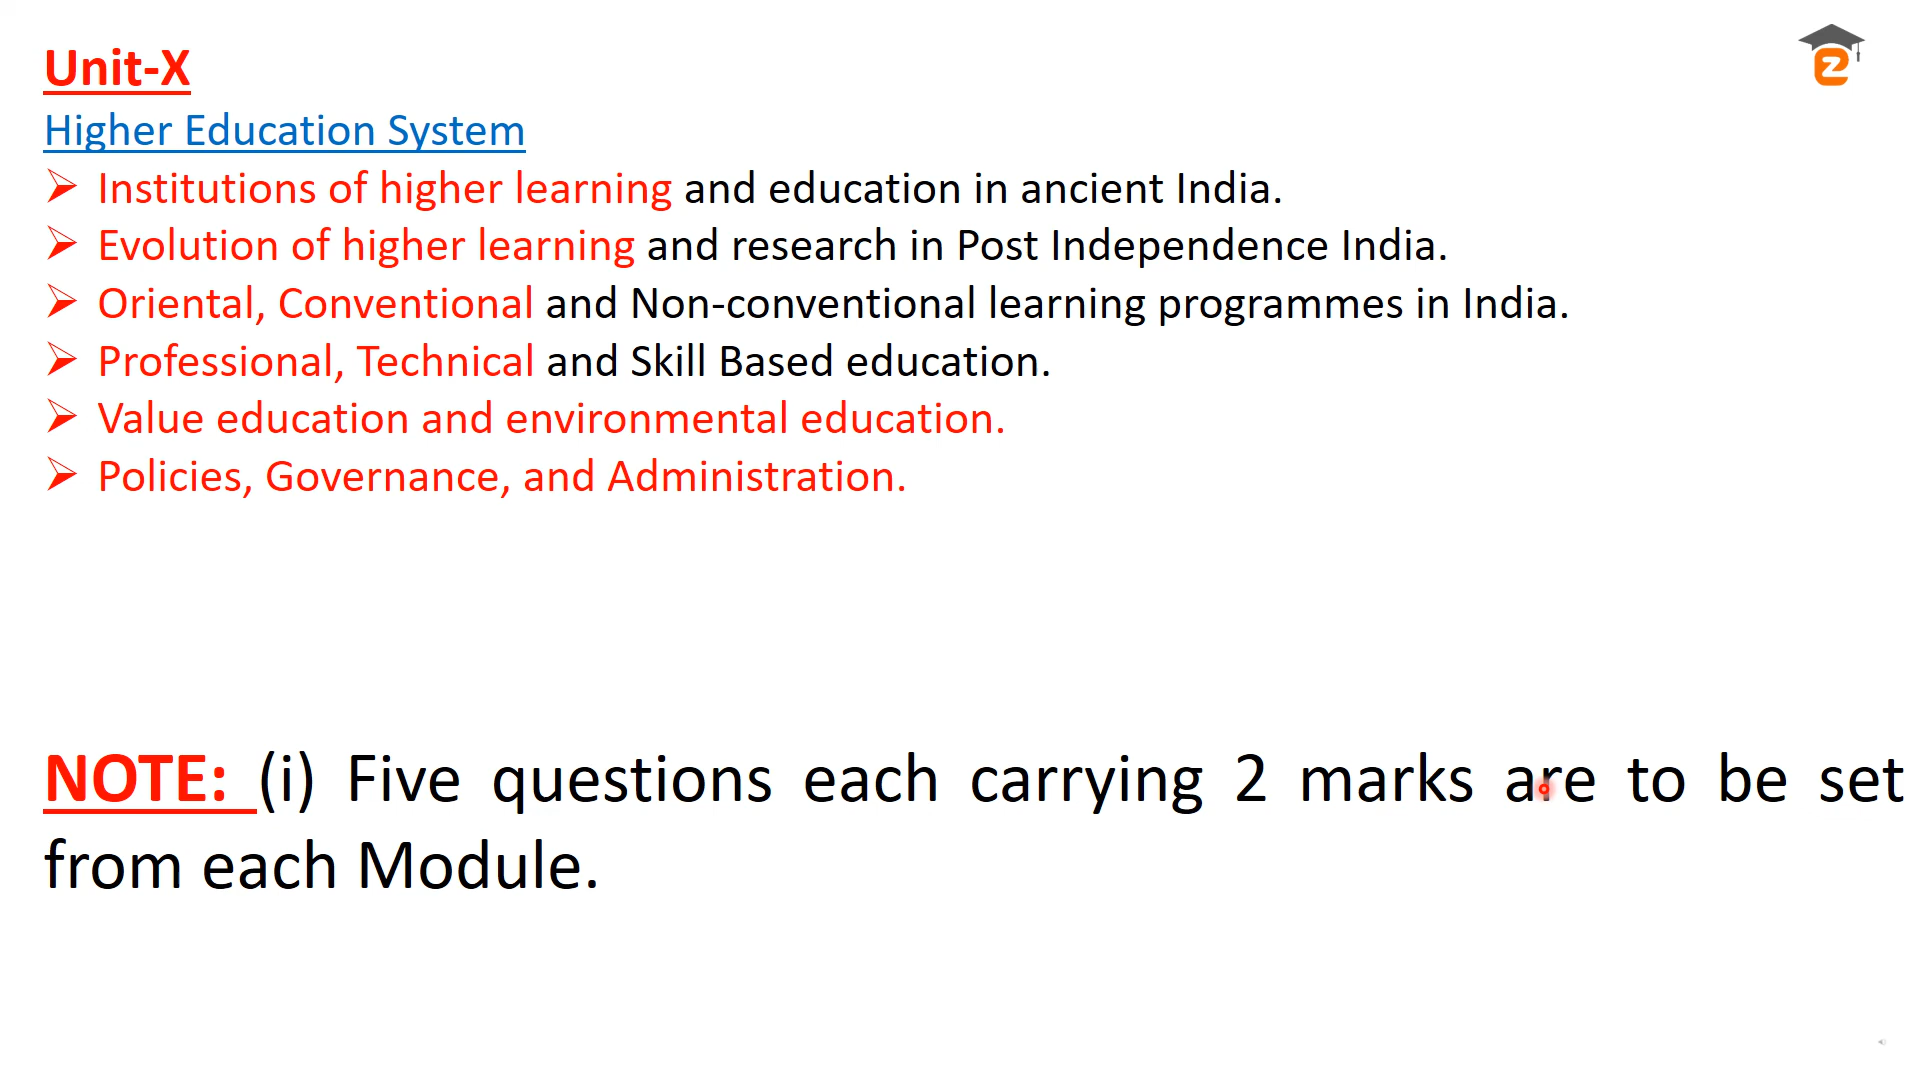 Unit-X
Higher Education System
➢ Institutions of higher learning and education in ancient India.
➢ Evolution of higher learning and research in Post Independence India.
➢ Oriental, Conventional and Non-conventional learning programmes in India.
➢ Professional, Technical and Skill Based education.
➢ Value education and environmental education.
➢ Policies, Governance, and Administration.
NOTE: (i) Five questions each carrying 2 marks are to be set
from each Module.